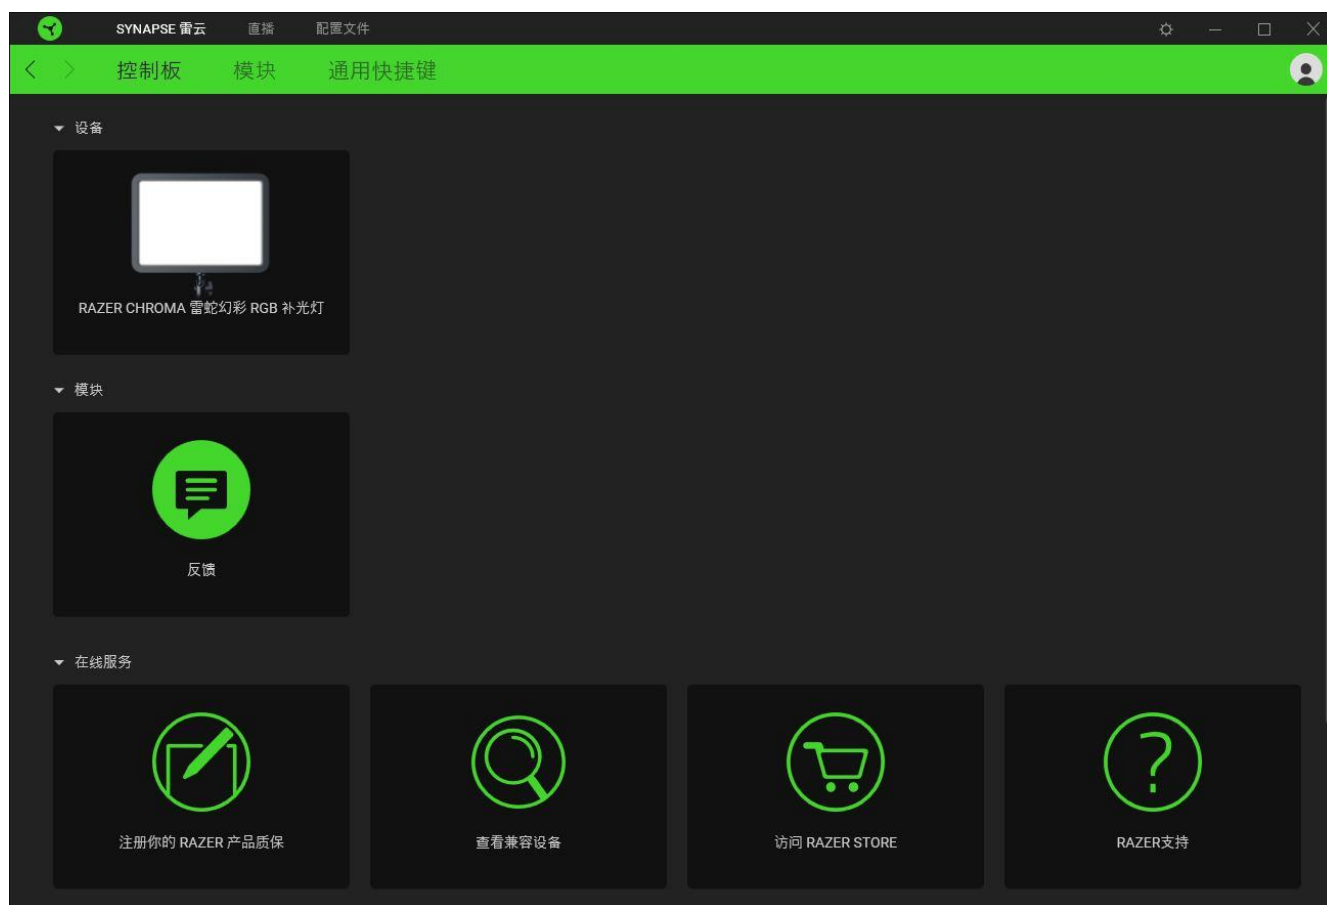 SYNAPSE 雷云 直播 配置文件
控制板 模块 通用快捷键
设备
RAZER CHROMA 雷蛇幻彩 RGB 补光灯
模块
反馈
在线服务
注册你的 RAZER 产品质保 查看兼容设备 访问 RAZER STORE RAZER支持